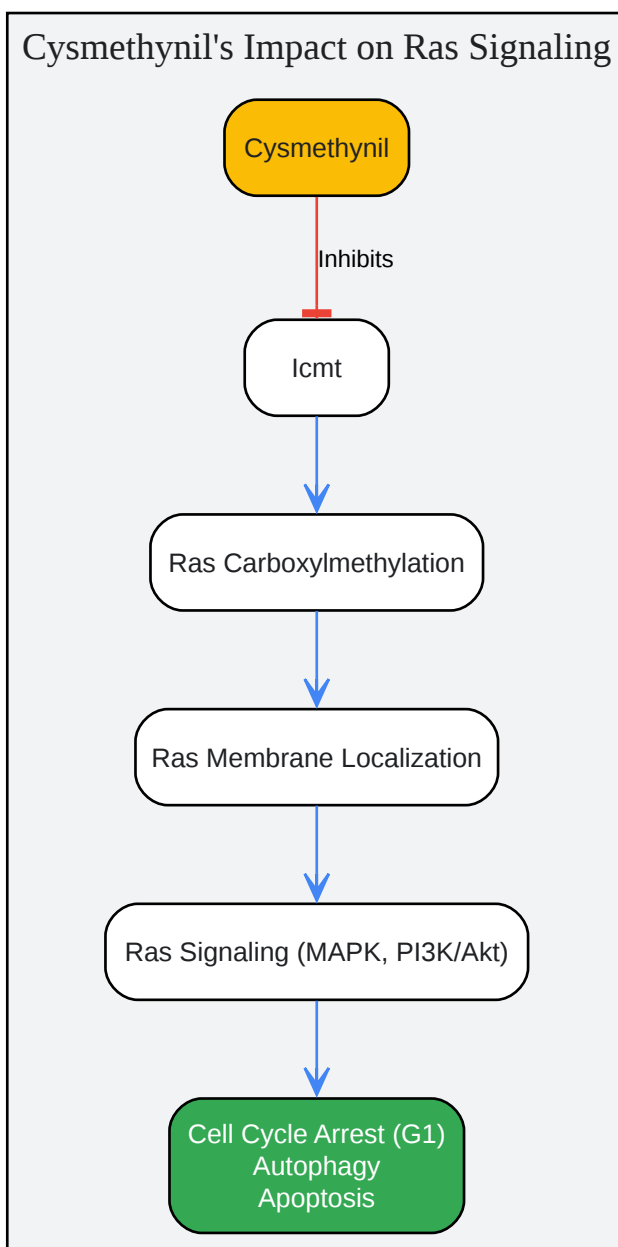 Cysmethynil's Impact on Ras Signaling
Cysmethynil
Inhibits
Icmt
Ras Carboxylmethylation
Ras Membrane Localization
Ras Signaling (MAPK, PI3K/Akt)
Cell Cycle Arrest (G1)
Autophagy
Apoptosis